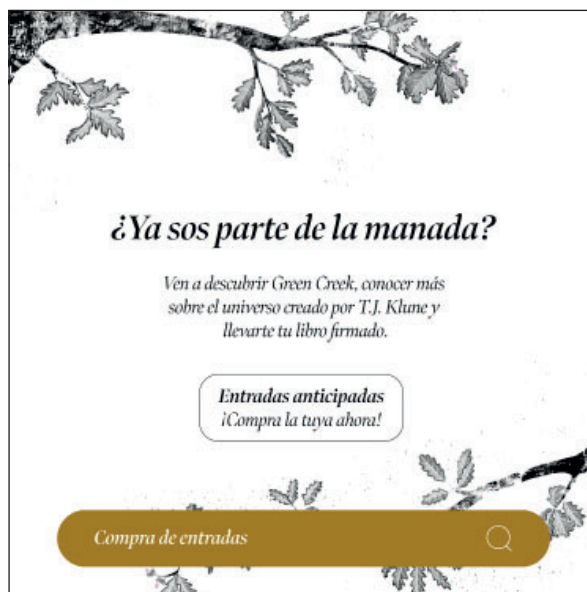 ¿Ya sos parte de la manada?
Ven a descubrir Green Creek, conocer más
sobre el universo creado por T.J. Klune y
llevarte tu libro firmado.
Entradas anticipadas
¡Compra la tuya ahora!
Compra de entradas